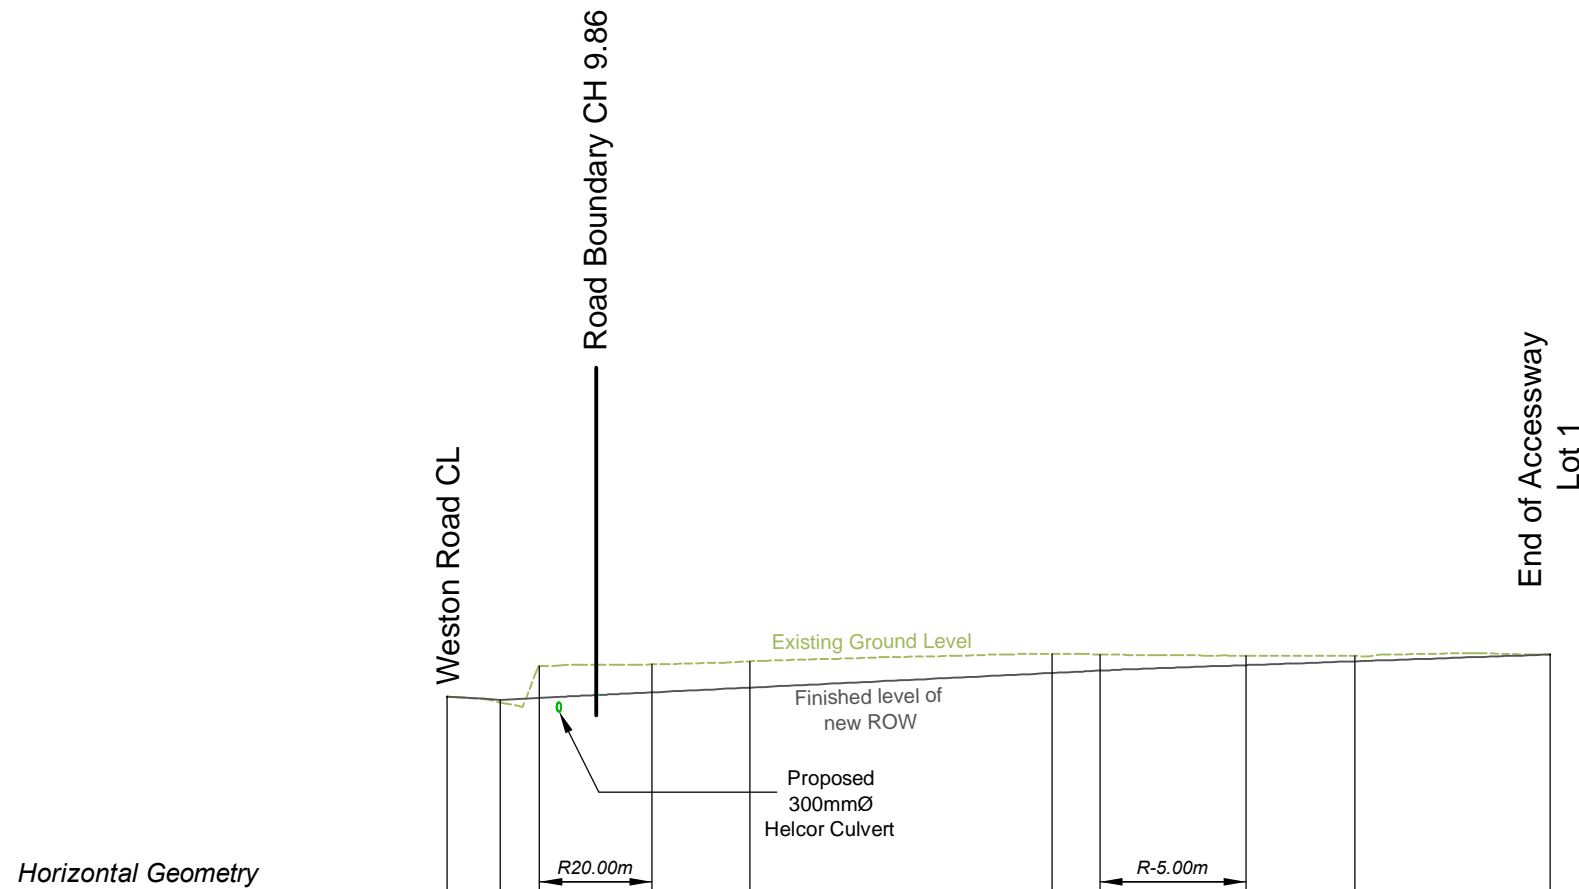 Road Boundary CH 9.86
Weston Road CL
End of Accessway
Lot 1
Existing Ground Level
Finished level of
new ROW
Proposed
300mmØ
Helcor Culvert
Horizontal Geometry
R20.00m
R-5.00m